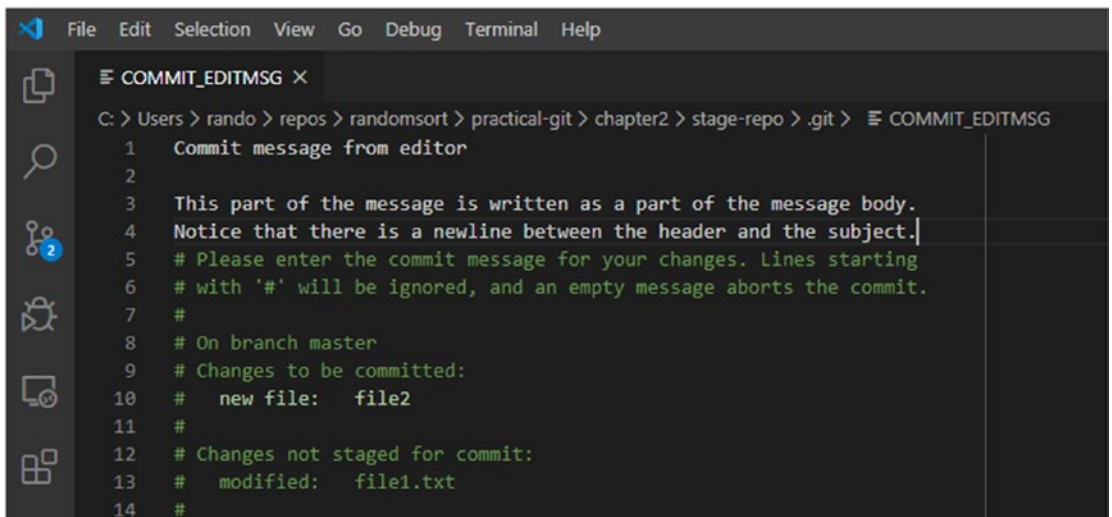 File Edit Selection View Go Debug Terminal Help
COMMIT_EDITMSG
C: > Users > rando > repos > randomsort > practical-git > chapter2 > stage-repo > .git > COMMIT_EDITMSG
1 Commit message from editor
2
3 This part of the message is written as a part of the message body.
4 Notice that there is a newline between the header and the subject.
5 # Please enter the commit message for your changes. Lines starting
6 # with '#' will be ignored, and an empty message aborts the commit.
7 #
8 # On branch master
9 # Changes to be committed:
10 #   new file:   file2
11 #
12 # Changes not staged for commit:
13 #   modified:   file1.txt
14 #
2